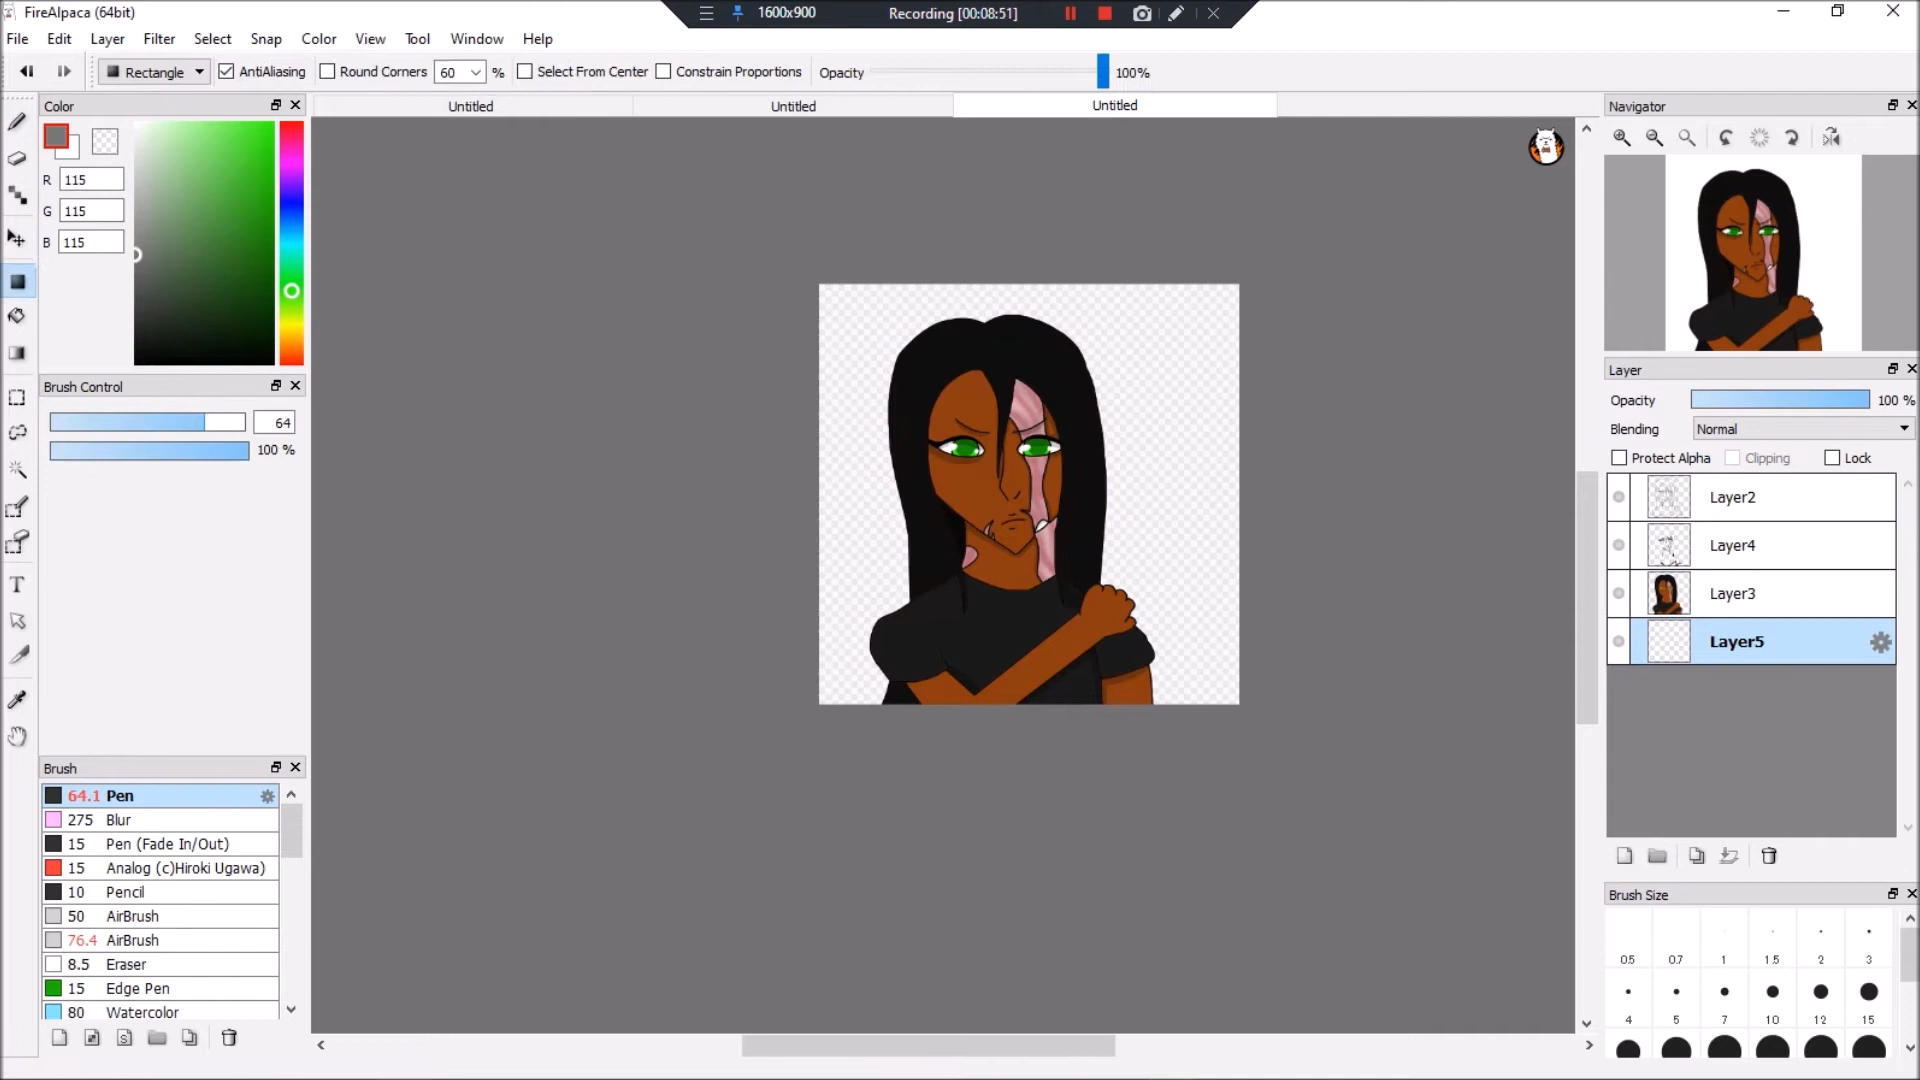 FireAlpaca (64bit)
1600x900
Recording [00:08:51]
File Edit Layer Filter Select Snap Color View Tool Window Help
Rectangle AntiAliasing Round Corners 60 % Select From Center Constrain Proportions Opacity 100%
Color
R 115
G 115
B 115
Brush Control
64
100 %
Brush
64.1 Pen
275 Blur
15 Pen (Fade In/Out)
15 Analog (c)Hiroki Ugawa)
10 Pencil
50 AirBrush
76.4 AirBrush
8.5 Eraser
15 Edge Pen
80 Watercolor
Untitled Untitled Untitled
Navigator
Layer
Opacity 100 %
Blending Normal
Protect Alpha Clipping Lock
Layer2
Layer4
Layer3
Layer5
Brush Size
0.5 0.7 1 1.5 2 3
4 5 7 10 12 15
T
S